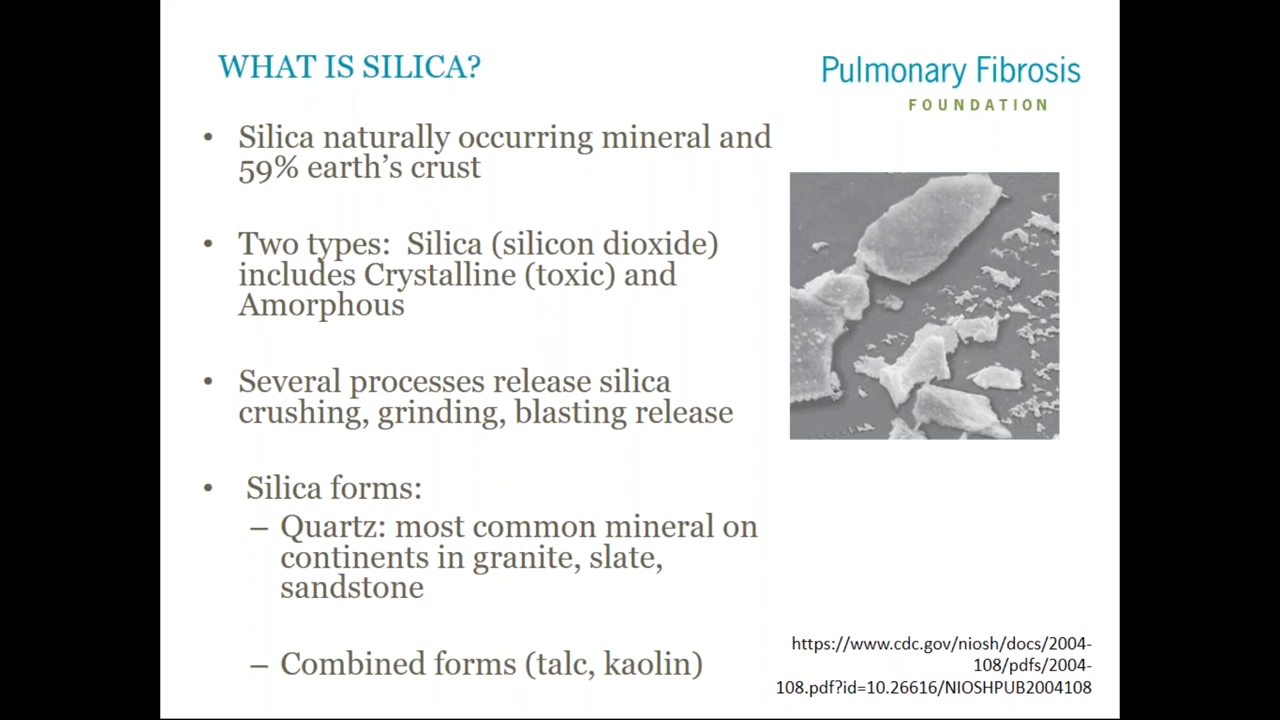 WHAT IS SILICA?
Pulmonary Fibrosis
FOUNDATION
• Silica naturally occurring mineral and
59% earth's crust
• Two types:  Silica (silicon dioxide)
includes Crystalline (toxic) and
Amorphous
• Several processes release silica
crushing, grinding, blasting release
• Silica forms:
– Quartz: most common mineral on
continents in granite, slate,
sandstone
– Combined forms (talc, kaolin)
https://www.cdc.gov/niosh/docs/2004-
108/pdfs/2004-
108.pdf?id=10.26616/NIOSHPUB2004108